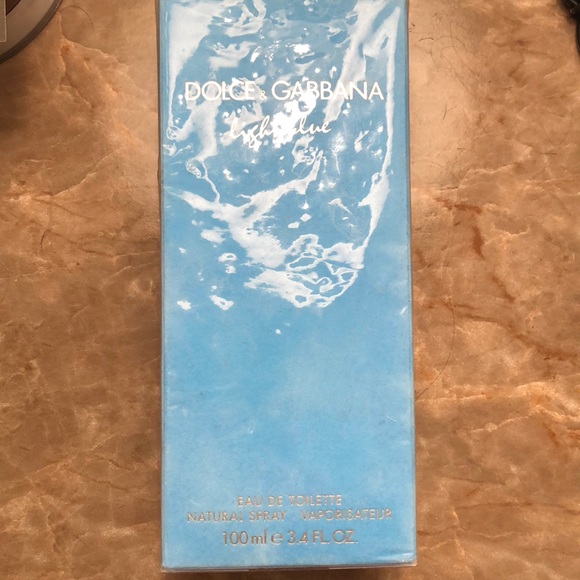 DOLCE & GABBANA
light blue
EAU DE TOILETTE
NATURAL SPRAY - VAPORISATEUR
100 ml e 3.4 FL. OZ.